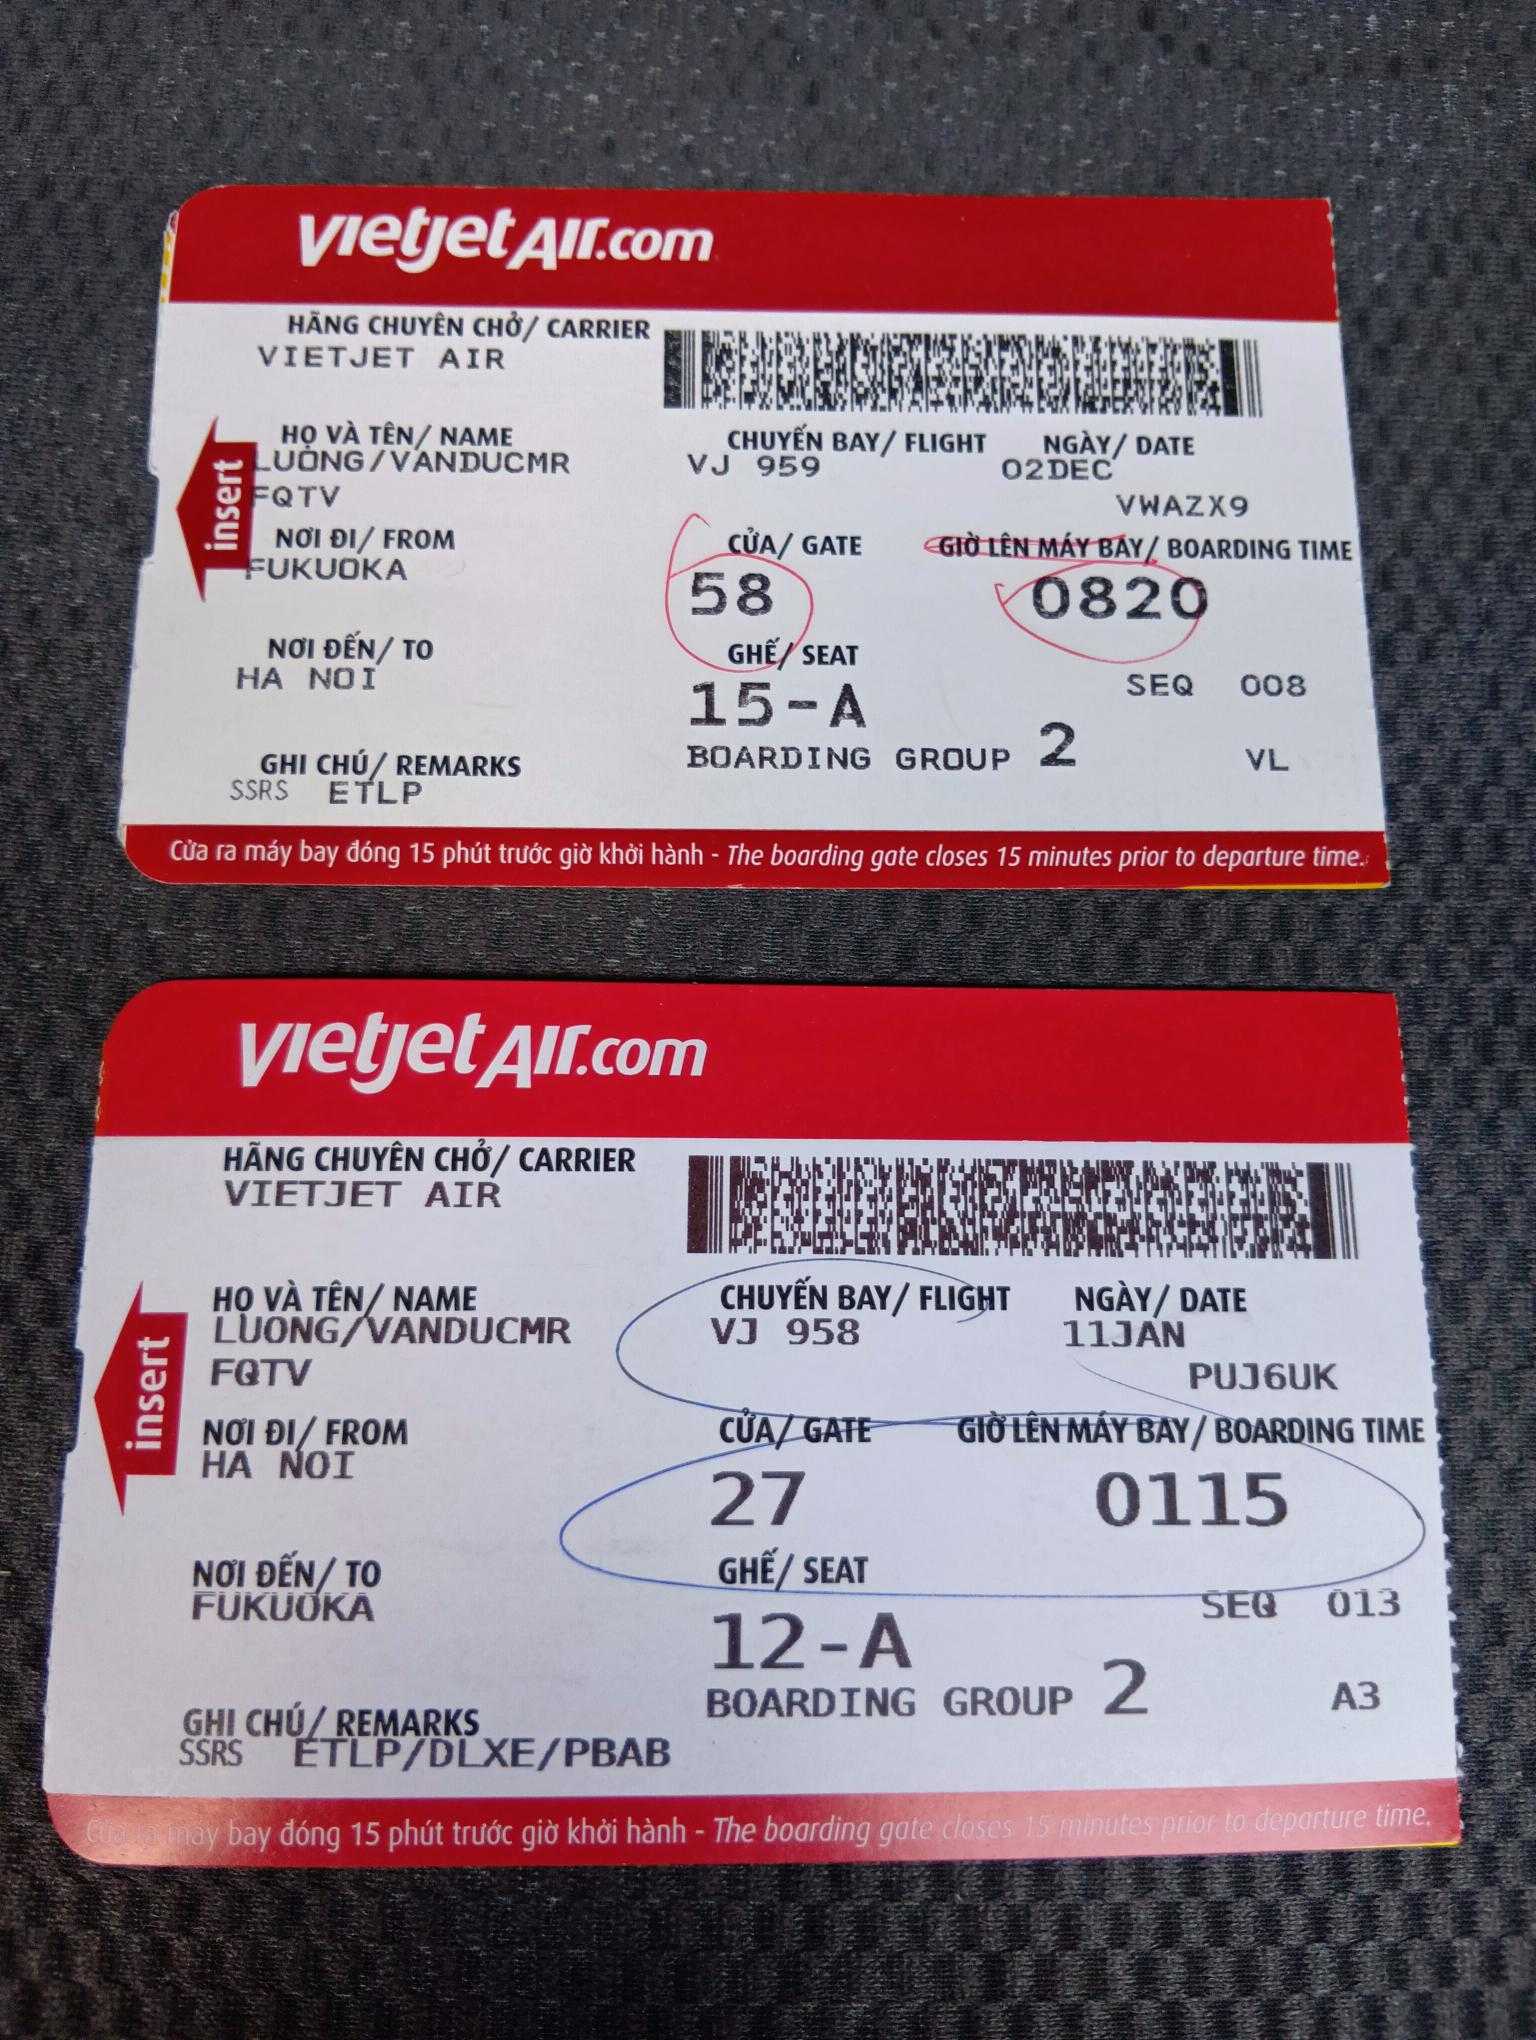 vietjetAir.com
HÃNG CHUYÊN CHỞ/ CARRIER
VIETJET AIR
HỌ VÀ TÊN/ NAME CHUYẾN BAY/ FLIGHT NGÀY/ DATE
LUONG/VANDUCMR VJ 959 02DEC
FQTV VWAZX9
insert
NƠI ĐI/ FROM CỬA/ GATE GIỜ LÊN MÁY BAY/ BOARDING TIME
FUKUOKA 58 0820
NƠI ĐẾN/ TO GHẾ/ SEAT
HA NOI 15-A SEQ 008
BOARDING GROUP 2 VL
GHI CHÚ/ REMARKS
SSRS ETLP
Cửa ra máy bay đóng 15 phút trước giờ khởi hành - The boarding gate closes 15 minutes prior to departure time.
vietjetAir.com
HÃNG CHUYÊN CHỞ/ CARRIER
VIETJET AIR
HỌ VÀ TÊN/ NAME CHUYẾN BAY/ FLIGHT NGÀY/ DATE
LUONG/VANDUCMR VJ 958 11JAN
FQTV PUJ6UK
insert
NƠI ĐI/ FROM CỬA/ GATE GIỜ LÊN MÁY BAY/ BOARDING TIME
HA NOI 27 0115
NƠI ĐẾN/ TO GHẾ/ SEAT
FUKUOKA 12-A SEQ 013
BOARDING GROUP 2 A3
GHI CHÚ/ REMARKS
SSRS ETLP/DLXE/PBAB
Cửa ra máy bay đóng 15 phút trước giờ khởi hành - The boarding gate closes 15 minutes prior to departure time.